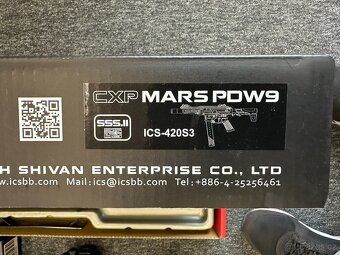 CXP MARS PDW9
SSS.II
ICS-420S3
H SHIVAN ENTERPRISE CO., LTD
.icsbb.com Mail:ics@icsbb.com Tel:+886-4-25256461